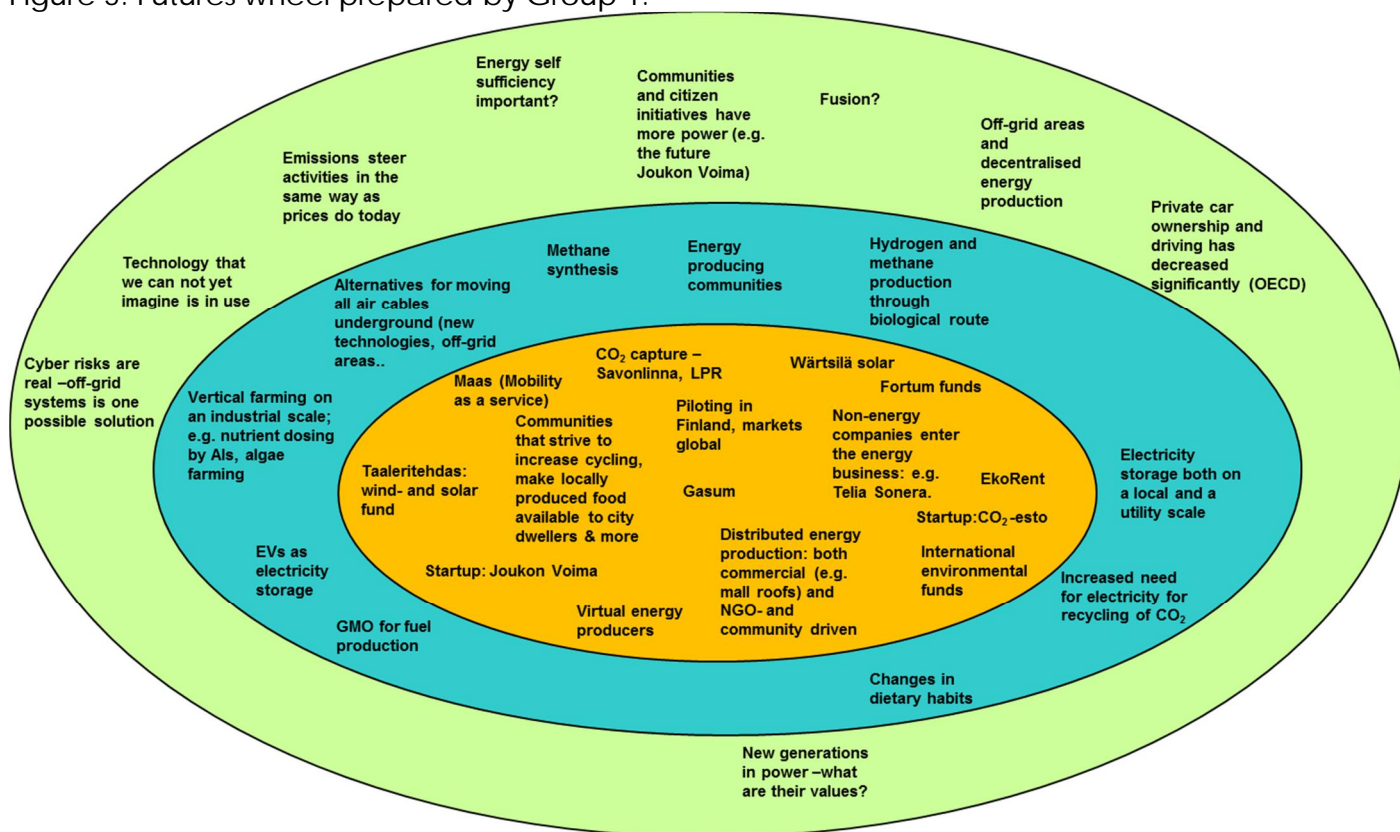 Figure 3. Futures wheel prepared by Group 1.
Energy self
sufficiency
important?
Communities
and citizen
initiatives have
more power (e.g.
the future
Joukon Voima)
Fusion?
Off-grid areas
and
decentralised
energy
production
Emissions steer
activities in the
same way as
prices do today
Private car
ownership and
driving has
decreased
significantly (OECD)
Technology that
we can not yet
imagine is in use
Cyber risks are
real –off-grid
systems is one
possible solution
New generations
in power –what
are their values?
Methane
synthesis
Energy
producing
communities
Hydrogen and
methane
production
through
biological route
Alternatives for moving
all air cables
underground (new
technologies, off-grid
areas..
Vertical farming on
an industrial scale;
e.g. nutrient dosing
by AIs, algae
farming
Electricity
storage both on
a local and a
utility scale
EVs as
electricity
storage
Increased need
for electricity for
recycling of CO₂
GMO for fuel
production
Changes in
dietary habits
CO₂ capture –
Savonlinna, LPR
Wärtsilä solar
Maas (Mobility
as a service)
Fortum funds
Piloting in
Finland, markets
global
Communities
that strive to
increase cycling,
make locally
produced food
available to city
dwellers & more
Non-energy
companies enter
the energy
business: e.g.
Telia Sonera.
Taaleritehdas:
wind- and solar
fund
Gasum
EkoRent
Startup:CO₂-esto
Distributed energy
production: both
commercial (e.g.
mall roofs) and
NGO- and
community driven
International
environmental
funds
Startup: Joukon Voima
Virtual energy
producers